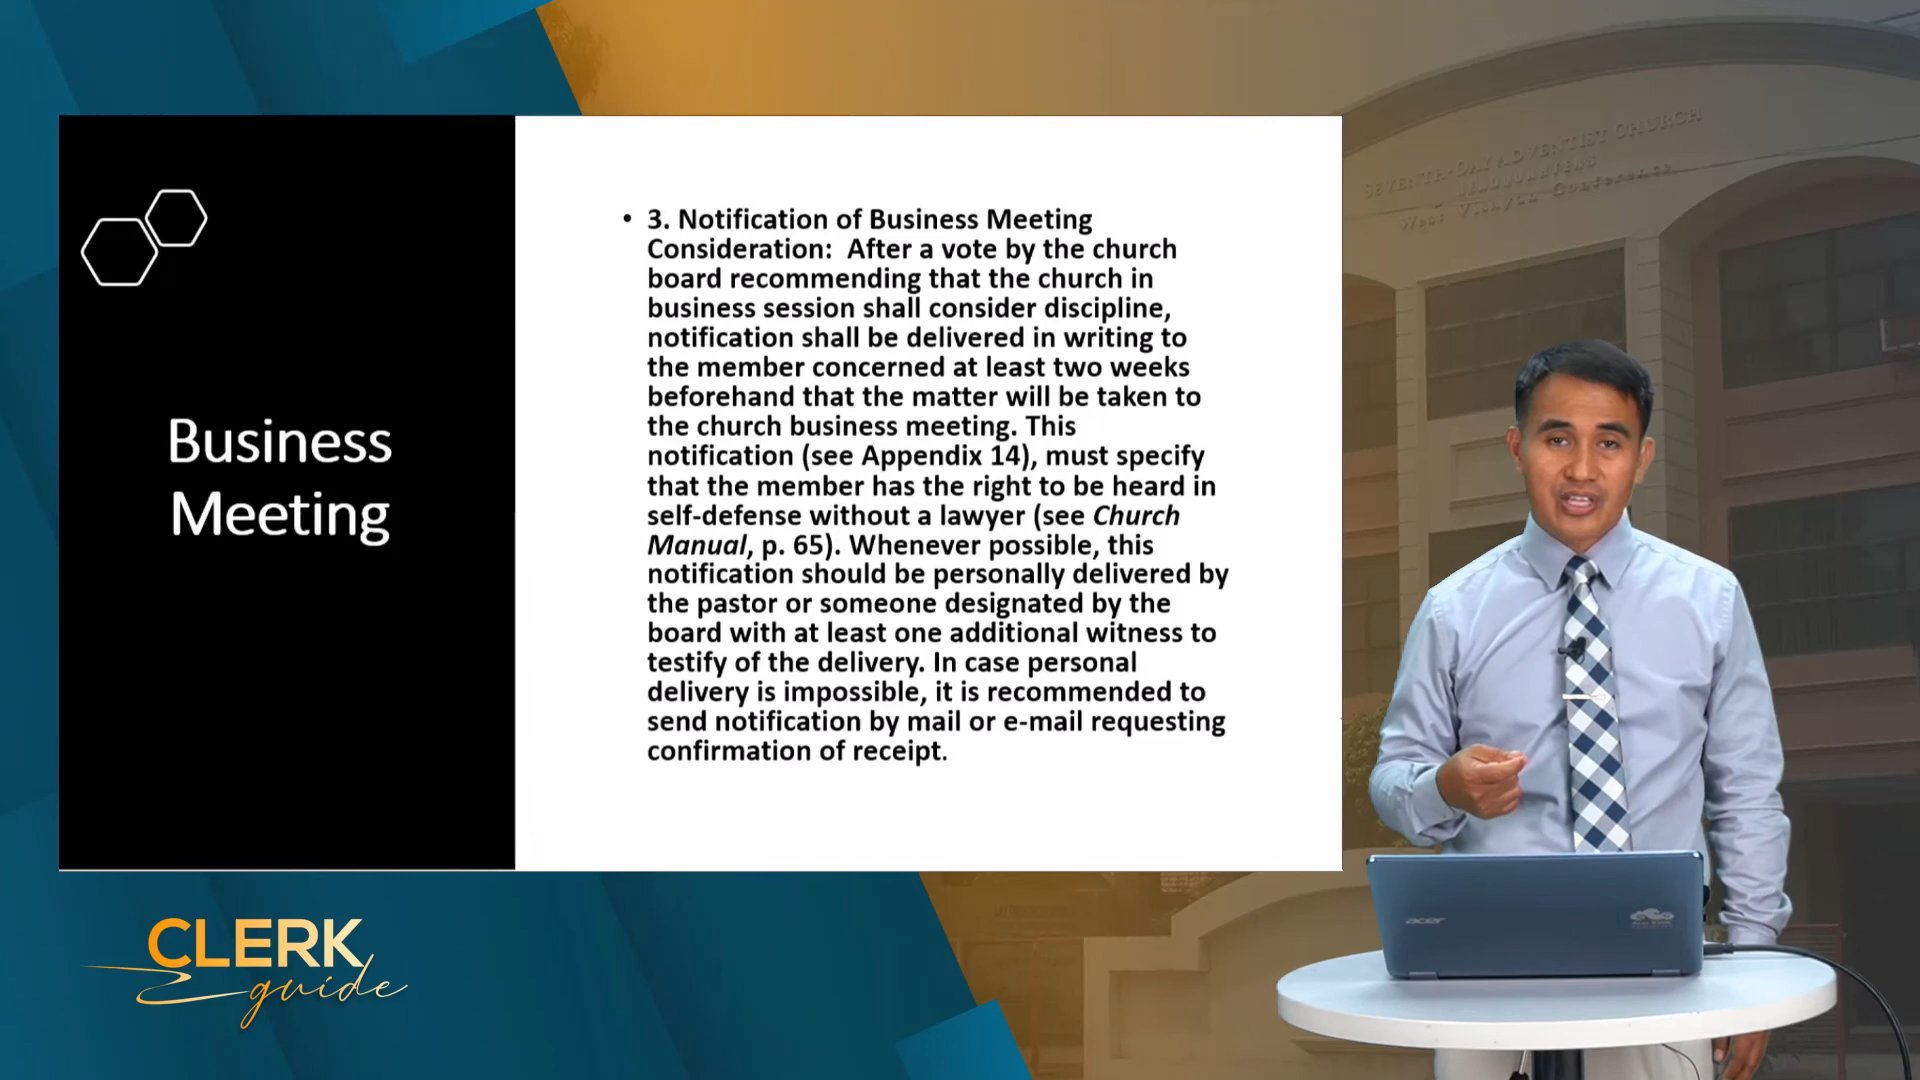 SEVENTH-DAY ADVENTIST CHURCH
HEADQUARTERS
West Visayan Conference
Business
Meeting
• 3. Notification of Business Meeting
Consideration: After a vote by the church
board recommending that the church in
business session shall consider discipline,
notification shall be delivered in writing to
the member concerned at least two weeks
beforehand that the matter will be taken to
the church business meeting. This
notification (see Appendix 14), must specify
that the member has the right to be heard in
self-defense without a lawyer (see Church
Manual, p. 65). Whenever possible, this
notification should be personally delivered by
the pastor or someone designated by the
board with at least one additional witness to
testify of the delivery. In case personal
delivery is impossible, it is recommended to
send notification by mail or e-mail requesting
confirmation of receipt.
CLERK
guide
acer